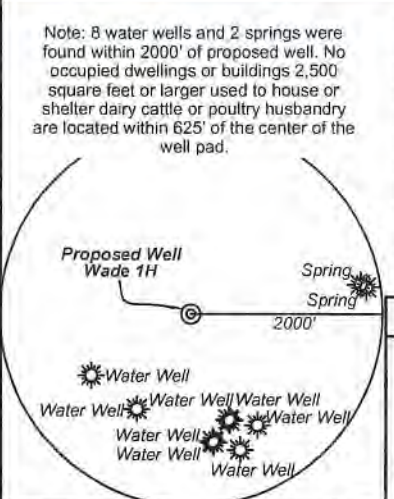 Note: 8 water wells and 2 springs were
found within 2000' of proposed well. No
occupied dwellings or buildings 2,500
square feet or larger used to house or
shelter dairy cattle or poultry husbandry
are located within 625' of the center of the
well pad.
Proposed Well
Wade 1H
Spring
Spring
2000'
Water Well
Water Well
Water Well
Water Well
Water Well
Water Well
Water Well
Water Well